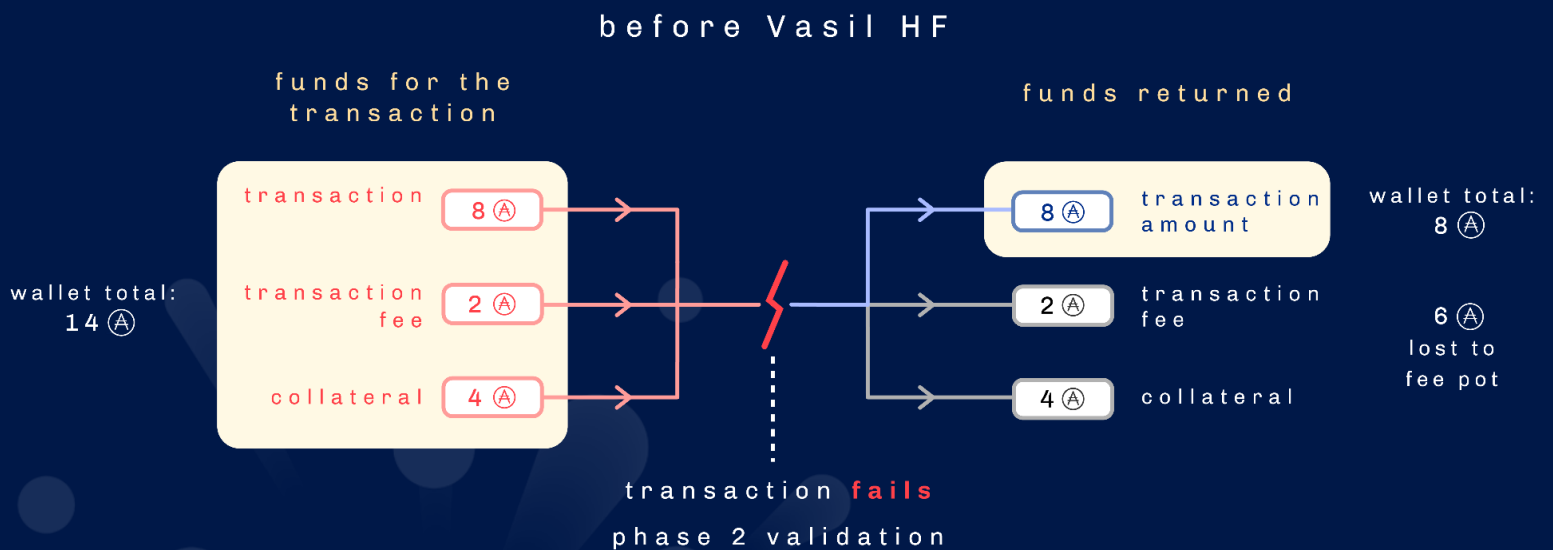 before Vasil HF
funds for the
transaction
funds returned
wallet total:
14 ₳
transaction
8 ₳
transaction
fee
2 ₳
collateral
4 ₳
8 ₳
transaction
amount
2 ₳
transaction
fee
4 ₳
collateral
wallet total:
8 ₳
6 ₳
lost to
fee pot
transaction fails
phase 2 validation